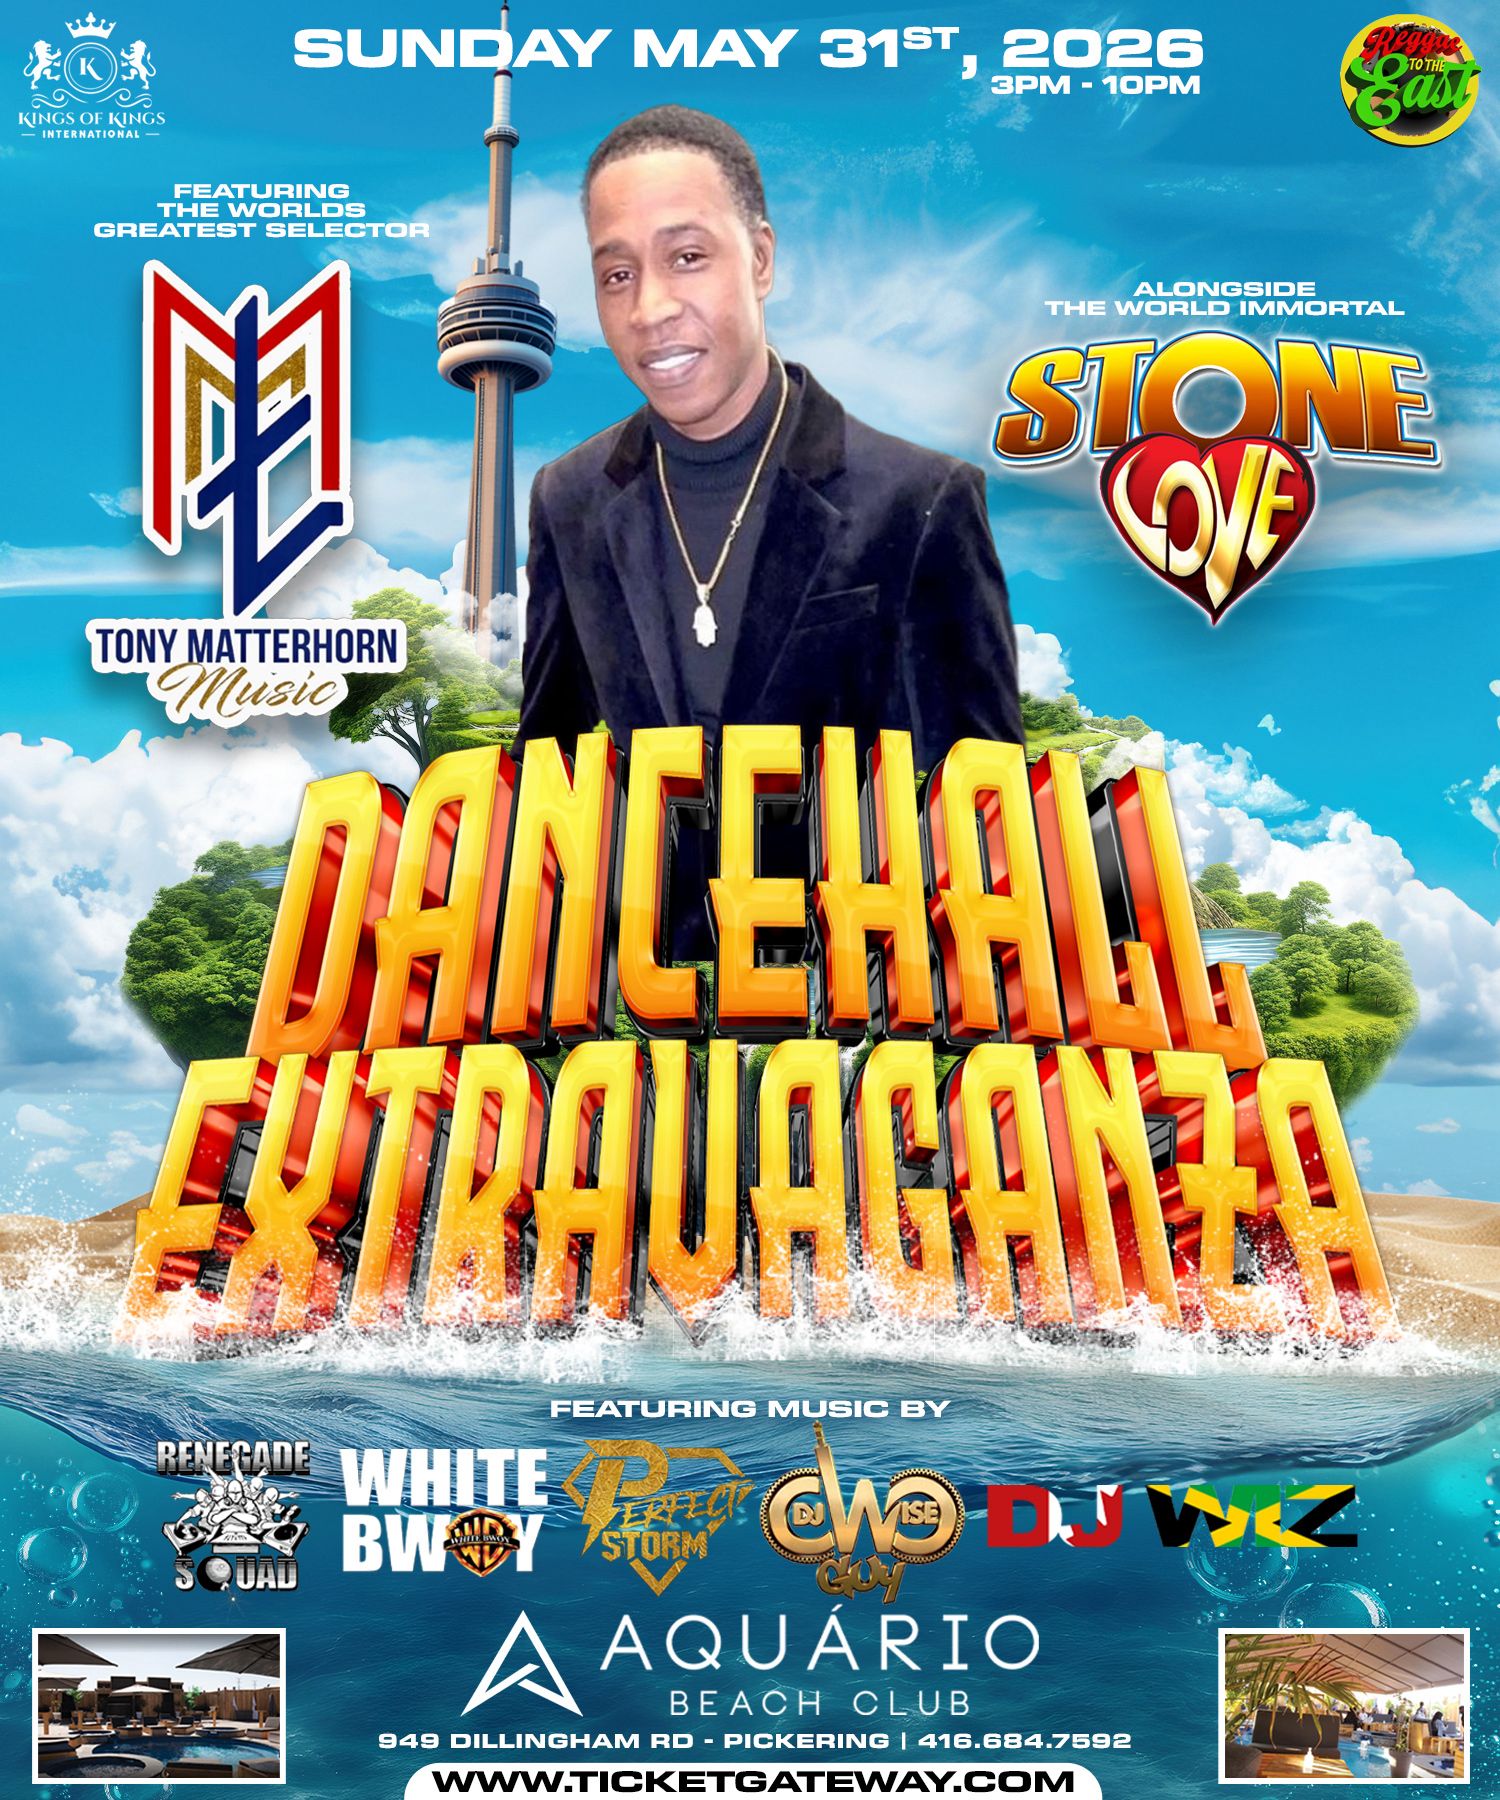 SUNDAY MAY 31ST, 2026
3PM - 10PM
K
KINGS OF KINGS
INTERNATIONAL
Reggae
TO THE
East
FEATURING
THE WORLDS
GREATEST SELECTOR
TONY MATTERHORN
Music
ALONGSIDE
THE WORLD IMMORTAL
STONE
LOVE
DANCEHALL
EXTRAVAGANZA
FEATURING MUSIC BY
RENEGADE
SQUAD
WHITE
BWOY
WHITE BWOY
PERFECT
STORM
DJ WISE
GUY
DJ WIZ
AQUÁRIO
BEACH CLUB
949 DILLINGHAM RD - PICKERING | 416.684.7592
WWW.TICKETGATEWAY.COM